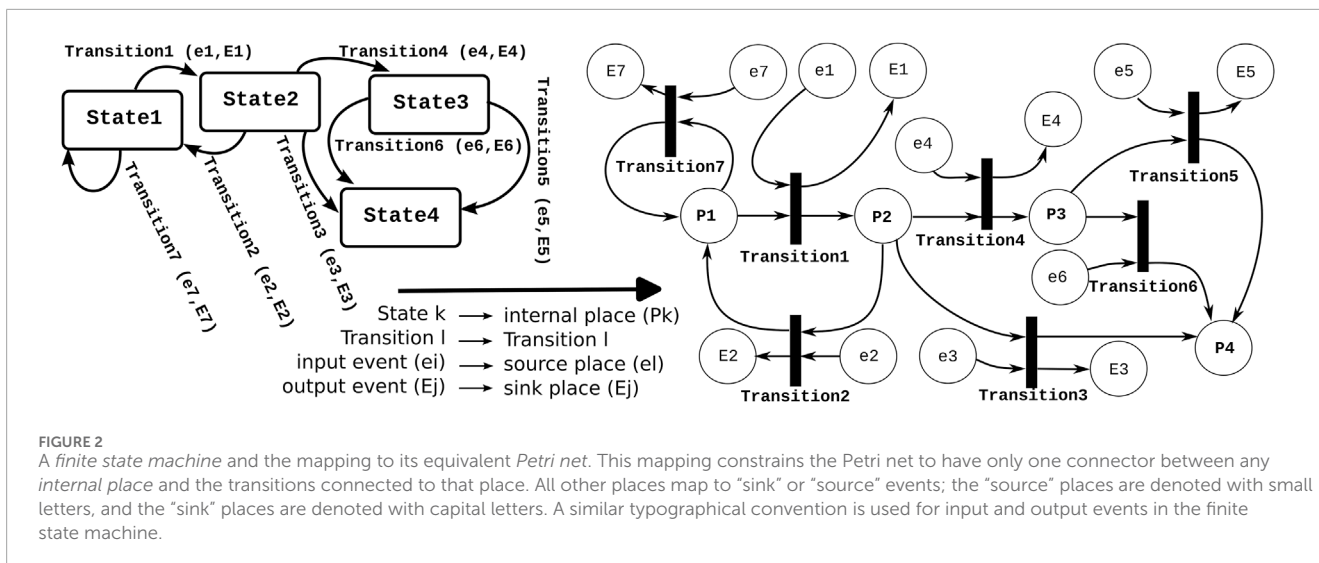 Transition1 (e1,E1)
Transition4 (e4,E4)
State1
State2
State3
State4
Transition6 (e6,E6)
Transition5 (e5,E5)
Transition3 (e3,E3)
Transition2 (e2,E2)
Transition7 (e7,E7)
State k → internal place (Pk)
Transition l → Transition l
input event (ei) → source place (el)
output event (Ej) → sink place (Ej)
E7
e7
e1
E1
e5
E5
Transition7
e4
E4
Transition5
P1
Transition1
P2
Transition4
P3
e6
Transition6
E2
e2
Transition2
e3
E3
Transition3
P4
FIGURE 2
A finite state machine and the mapping to its equivalent Petri net. This mapping constrains the Petri net to have only one connector between any
internal place and the transitions connected to that place. All other places map to “sink” or “source” events; the “source” places are denoted with small
letters, and the “sink” places are denoted with capital letters. A similar typographical convention is used for input and output events in the finite
state machine.